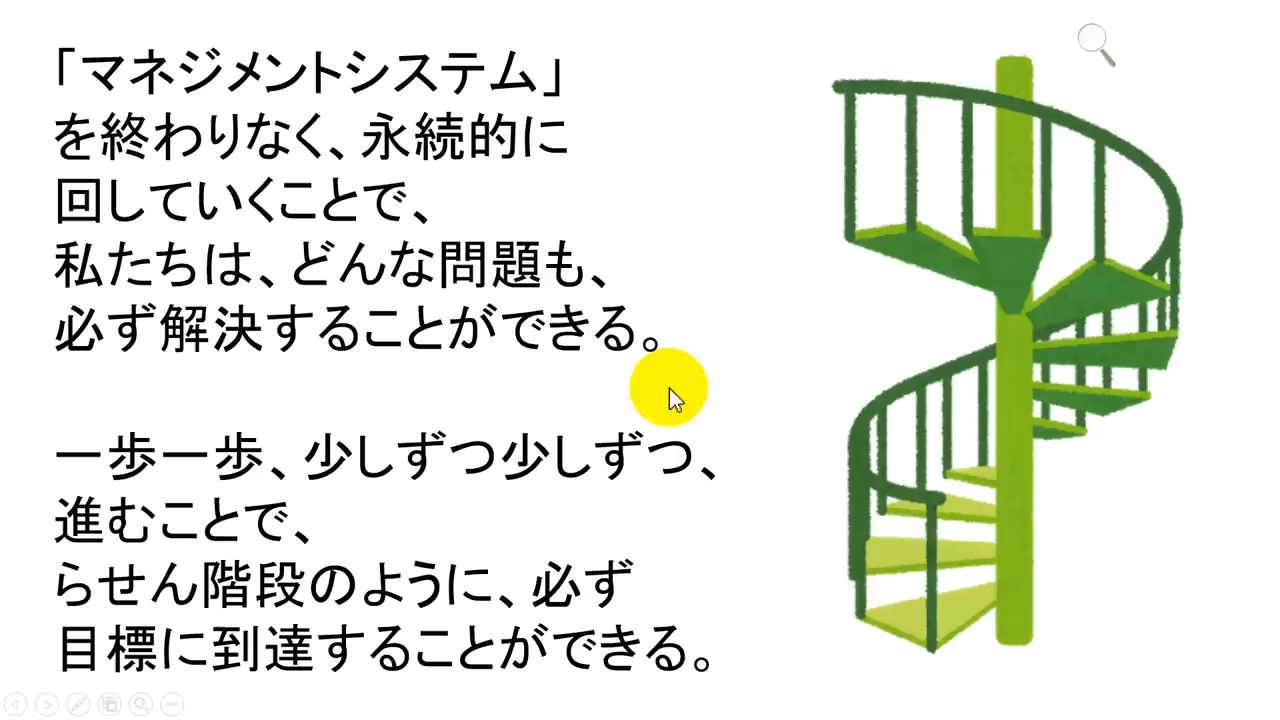 「マネジメントシステム」
を終わりなく、永続的に
回していくことで、
私たちは、どんな問題も、
必ず解決することができる。
一歩一歩、少しずつ少しずつ、
進むことで、
らせん階段のように、必ず
目標に到達することができる。